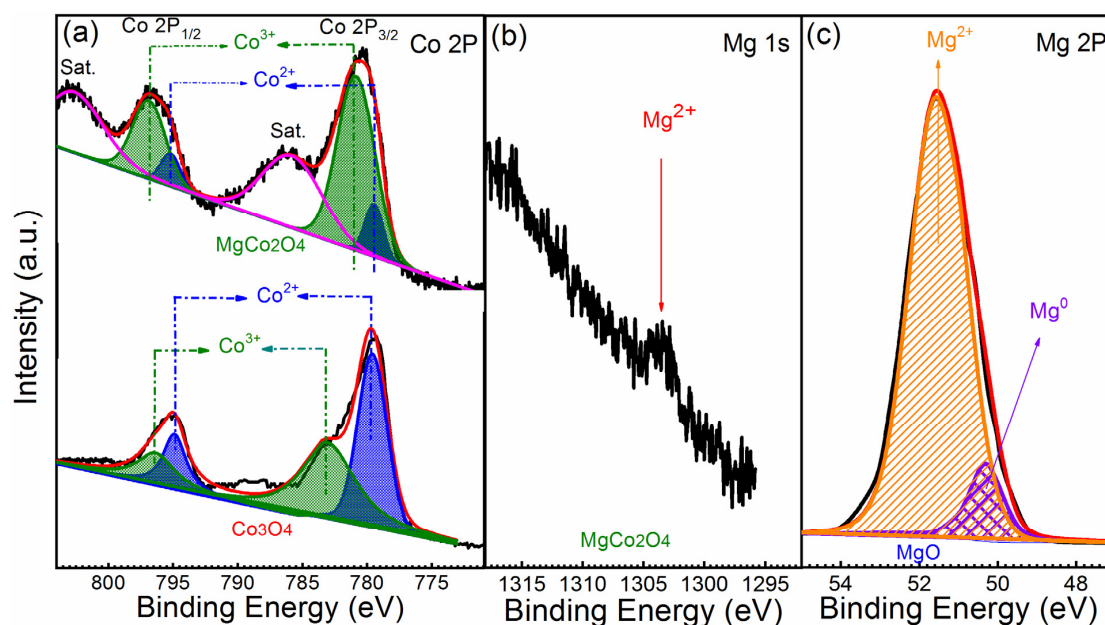 Intensity (a.u.)
(a)
Co 2P1/2
Co 2P3/2
Co 2P
Co3+
Co2+
Sat.
Sat.
MgCo2O4
Co2+
Co3+
Co3O4
800 795 790 785 780 775
Binding Energy (eV)
(b)
Mg 1s
Mg2+
MgCo2O4
1315 1310 1305 1300 1295
Binding Energy (eV)
(c)
Mg2+
Mg 2P
Mg0
MgO
54 52 50 48
Binding Energy (eV)